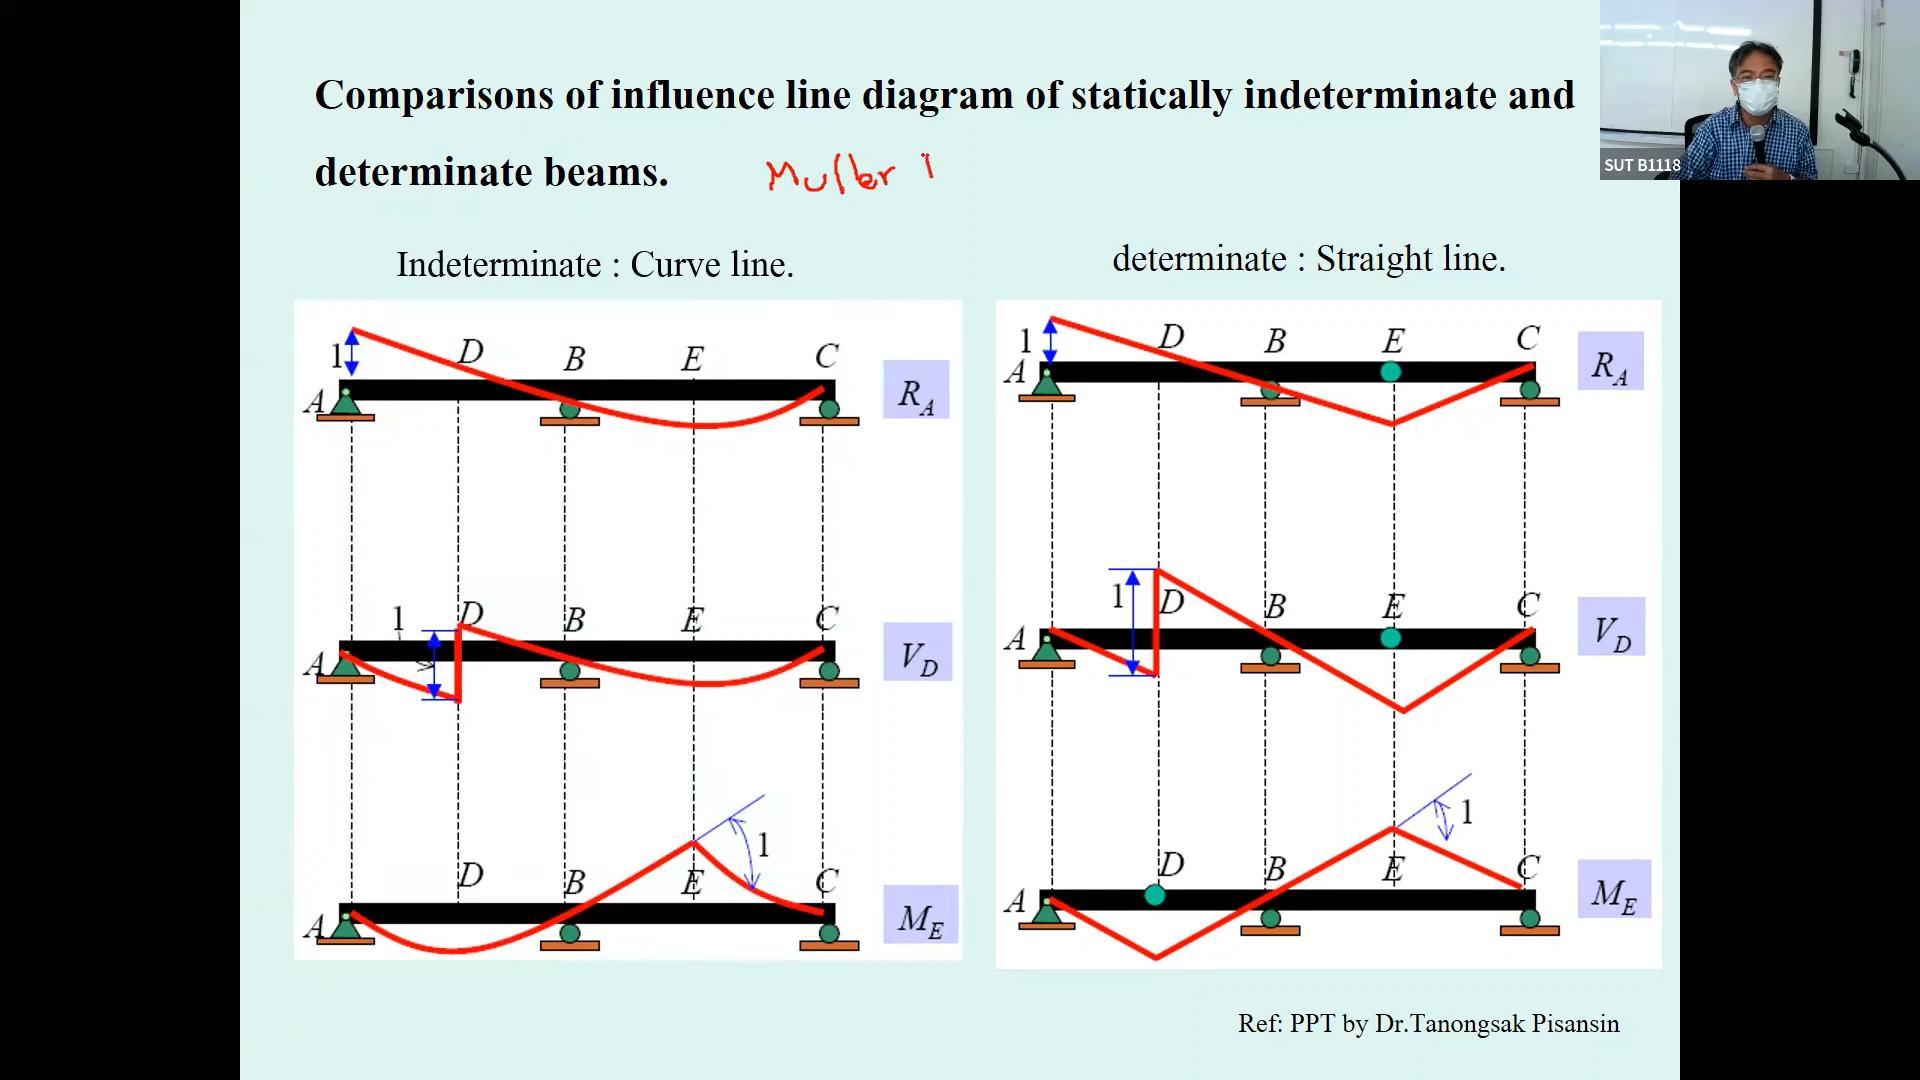 Comparisons of influence line diagram of statically indeterminate and
determinate beams.
Muller
SUT B1118
Indeterminate : Curve line.
determinate : Straight line.
1
D
B
E
C
A
R_A
1
D
B
E
C
A
V_D
1
D
B
E
C
A
M_E
1
D
B
E
C
A
R_A
1
D
B
E
C
A
V_D
1
D
B
E
C
A
M_E
Ref: PPT by Dr.Tanongsak Pisansin